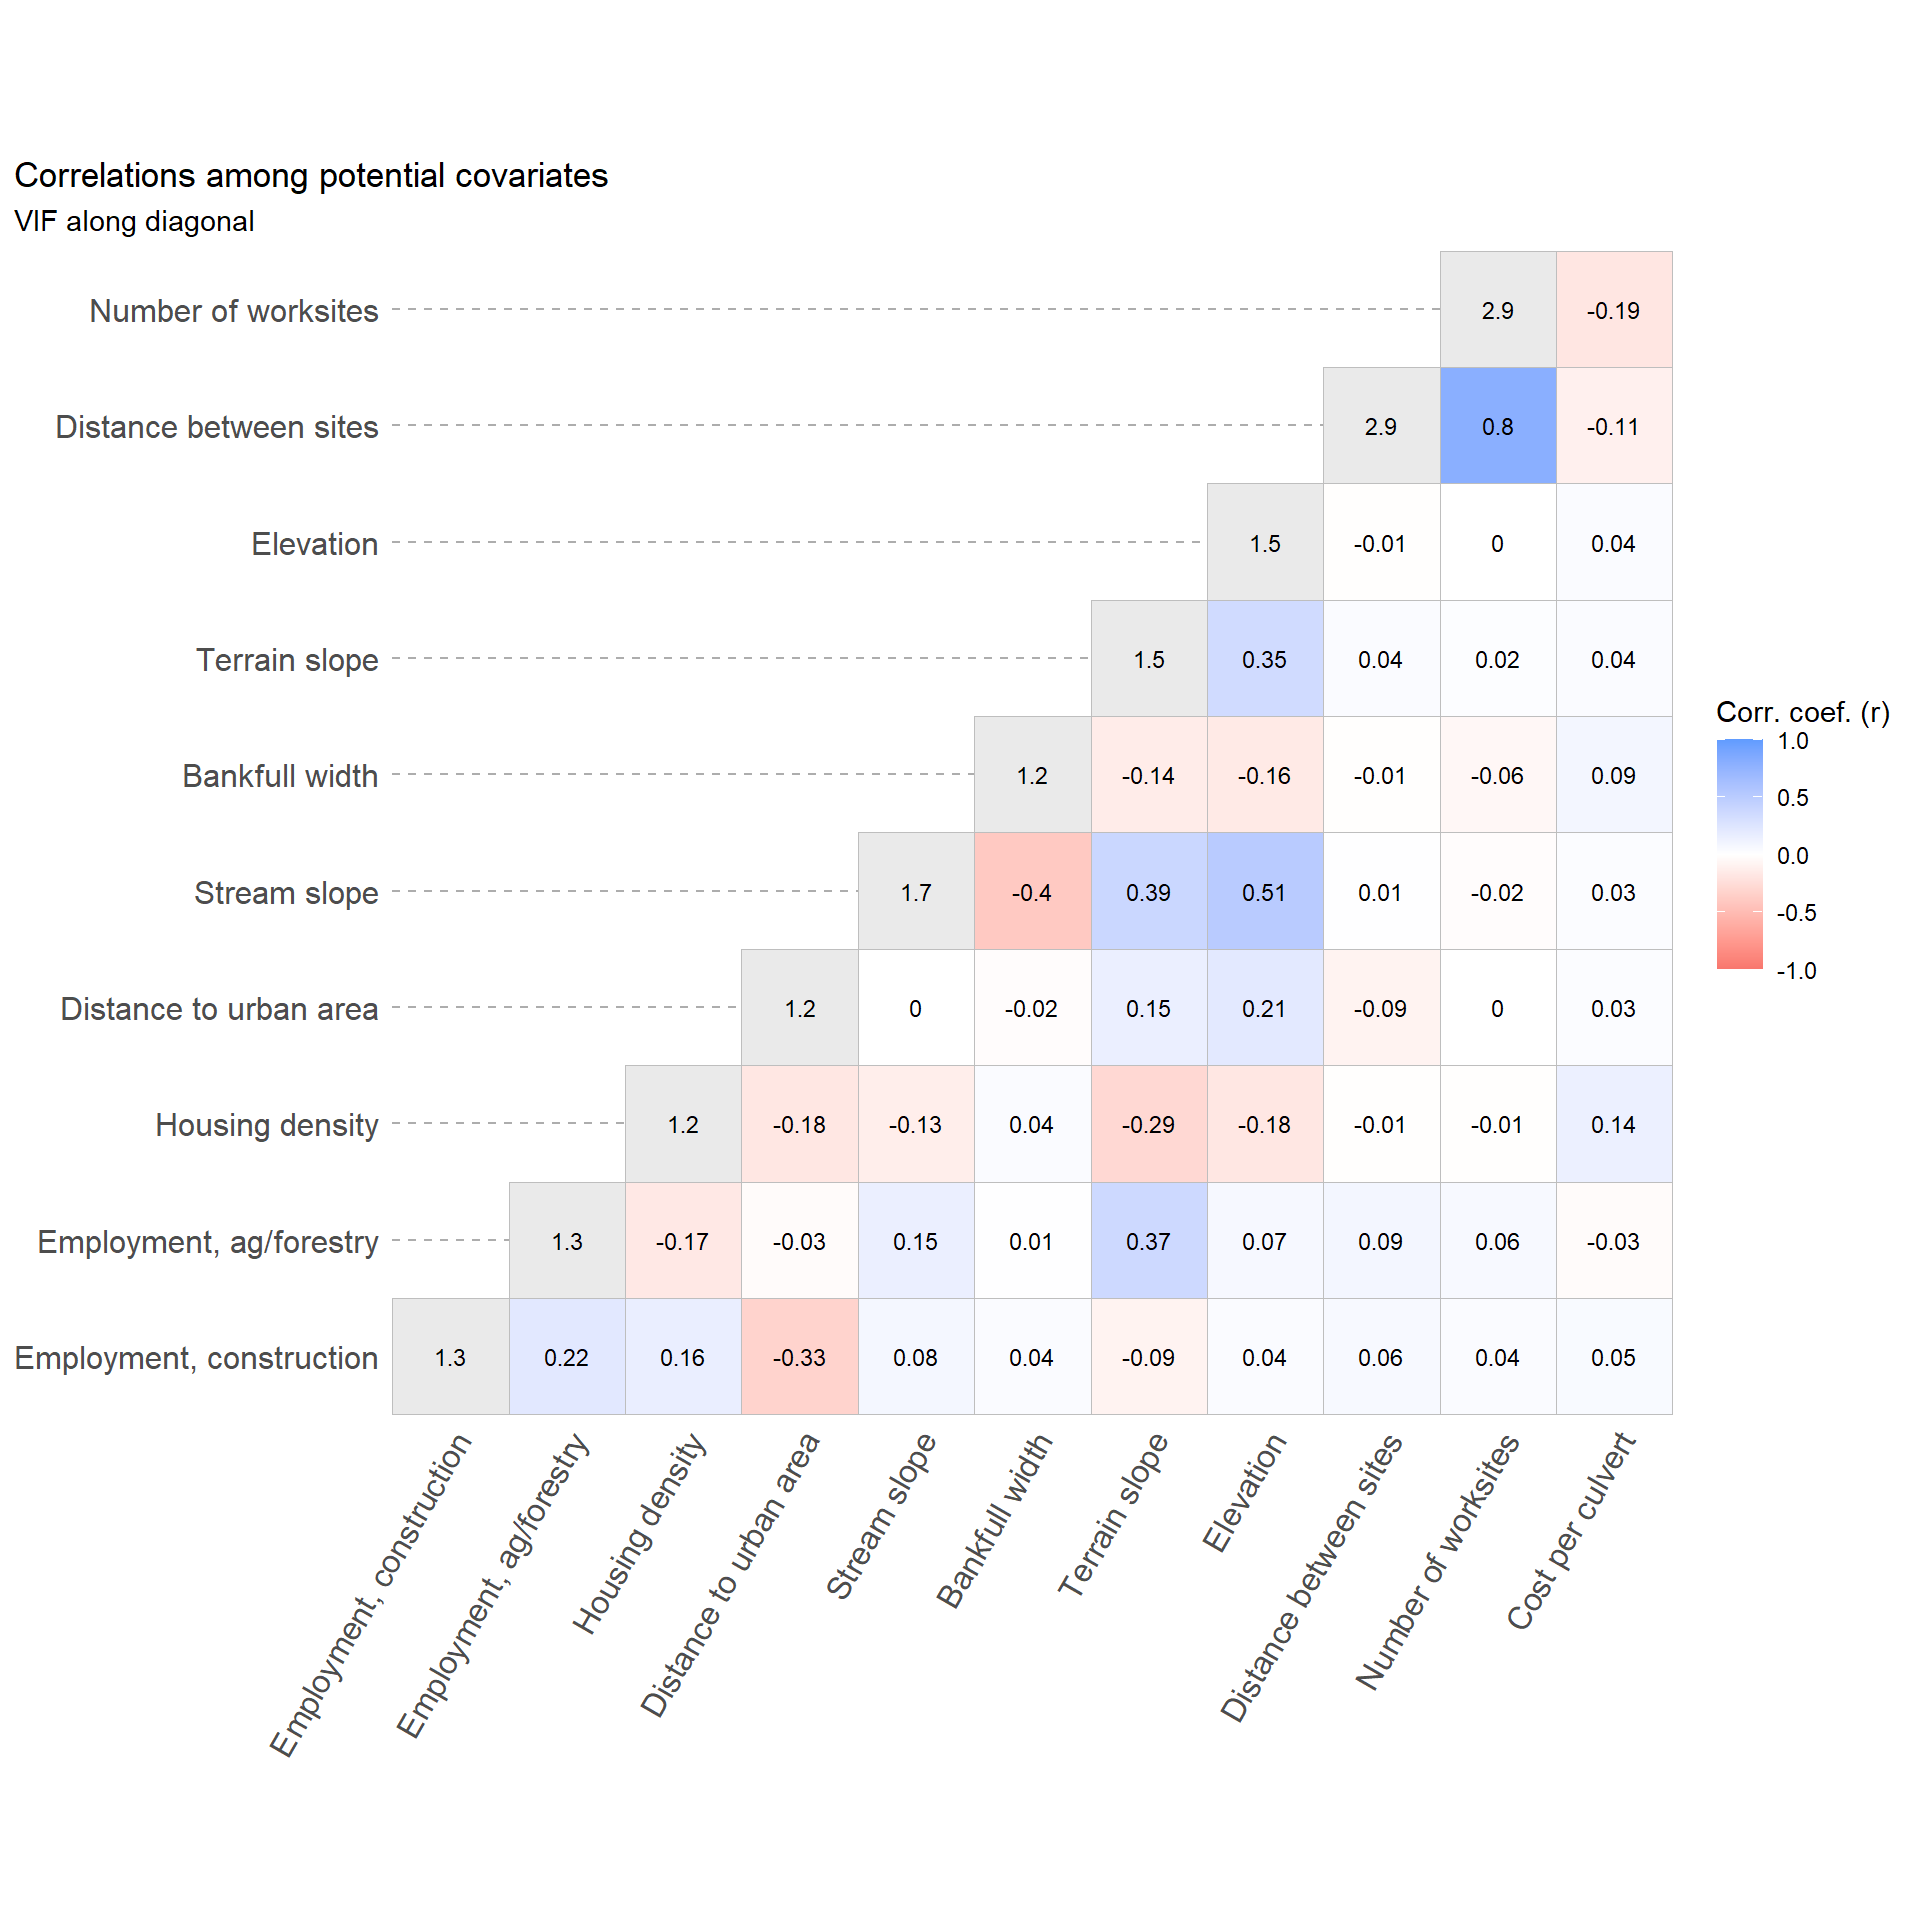 Correlations among potential covariates
VIF along diagonal
Number of worksites 2.9 -0.19
Distance between sites 2.9 0.8 -0.11
Elevation 1.5 -0.01 0 0.04
Terrain slope 1.5 0.35 0.04 0.02 0.04
Bankfull width 1.2 -0.14 -0.16 -0.01 -0.06 0.09
Stream slope 1.7 -0.4 0.39 0.51 0.01 -0.02 0.03
Distance to urban area 1.2 0 -0.02 0.15 0.21 -0.09 0 0.03
Housing density 1.2 -0.18 -0.13 0.04 -0.29 -0.18 -0.01 -0.01 0.14
Employment, ag/forestry 1.3 -0.17 -0.03 0.15 0.01 0.37 0.07 0.09 0.06 -0.03
Employment, construction 1.3 0.22 0.16 -0.33 0.08 0.04 -0.09 0.04 0.06 0.04 0.05
Employment, construction
Employment, ag/forestry
Housing density
Distance to urban area
Stream slope
Bankfull width
Terrain slope
Elevation
Distance between sites
Number of worksites
Cost per culvert
Corr. coef. (r)
1.0
0.5
0.0
-0.5
-1.0